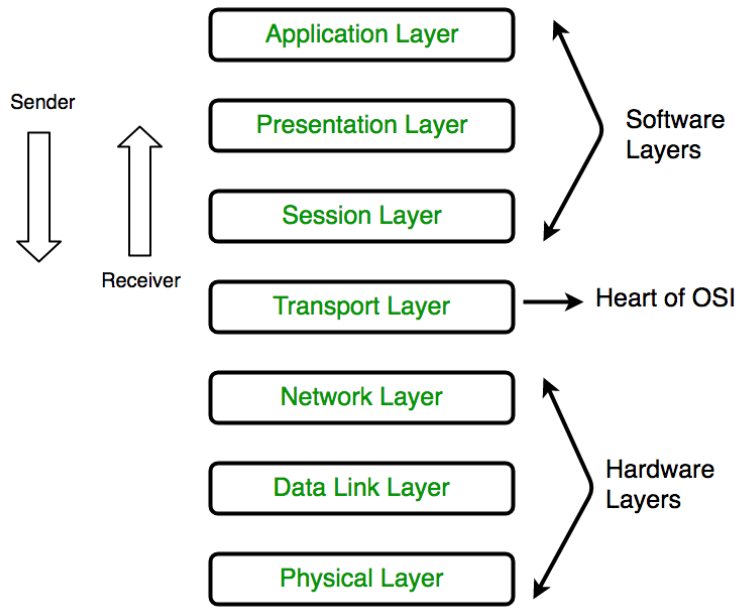 Application Layer
Sender
Presentation Layer
Software
Layers
Session Layer
Receiver
Transport Layer
Heart of OSI
Network Layer
Hardware
Layers
Data Link Layer
Physical Layer